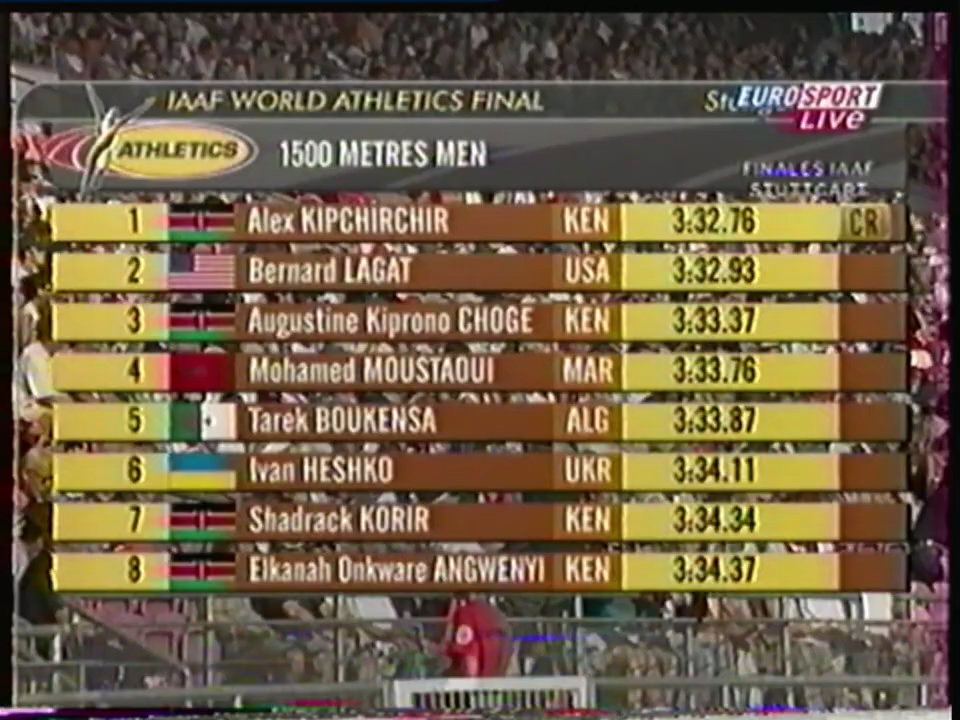 IAAF WORLD ATHLETICS FINAL
EUROSPORT
LIVE
ATHLETICS
1500 METRES MEN
FINALES IAAF
STUTTGART
1 Alex KIPCHIRCHIR KEN 3:32.76 CR
2 Bernard LAGAT USA 3:32.93
3 Augustine Kiprono CHOGE KEN 3:33.37
4 Mohamed MOUSTAOUI MAR 3:33.76
5 Tarek BOUKENSA ALG 3:33.87
6 Ivan HESHKO UKR 3:34.11
7 Shadrack KORIR KEN 3:34.34
8 Elkanah Onkware ANGWENYI KEN 3:34.37